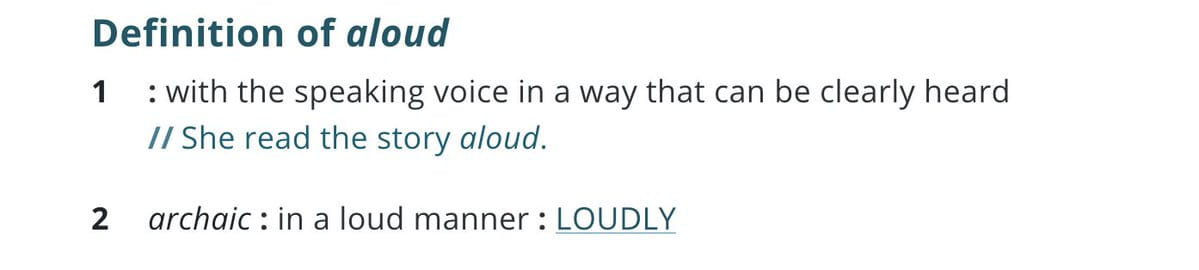 Definition of aloud
1 : with the speaking voice in a way that can be clearly heard
// She read the story aloud.
2 archaic : in a loud manner : LOUDLY